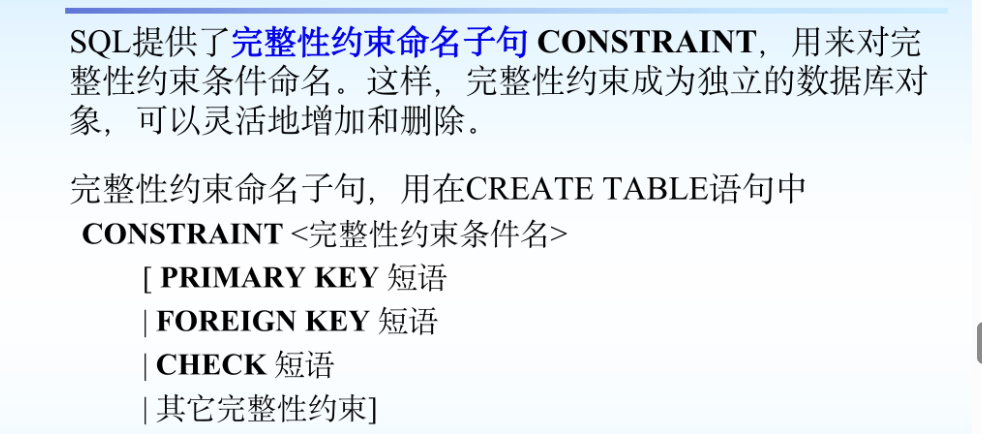 SQL提供了完整性约束命名子句 CONSTRAINT，用来对完
整性约束条件命名。这样，完整性约束成为独立的数据库对
象，可以灵活地增加和删除。
完整性约束命名子句，用在CREATE TABLE语句中
CONSTRAINT <完整性约束条件名>
[ PRIMARY KEY 短语
| FOREIGN KEY 短语
| CHECK 短语
| 其它完整性约束]